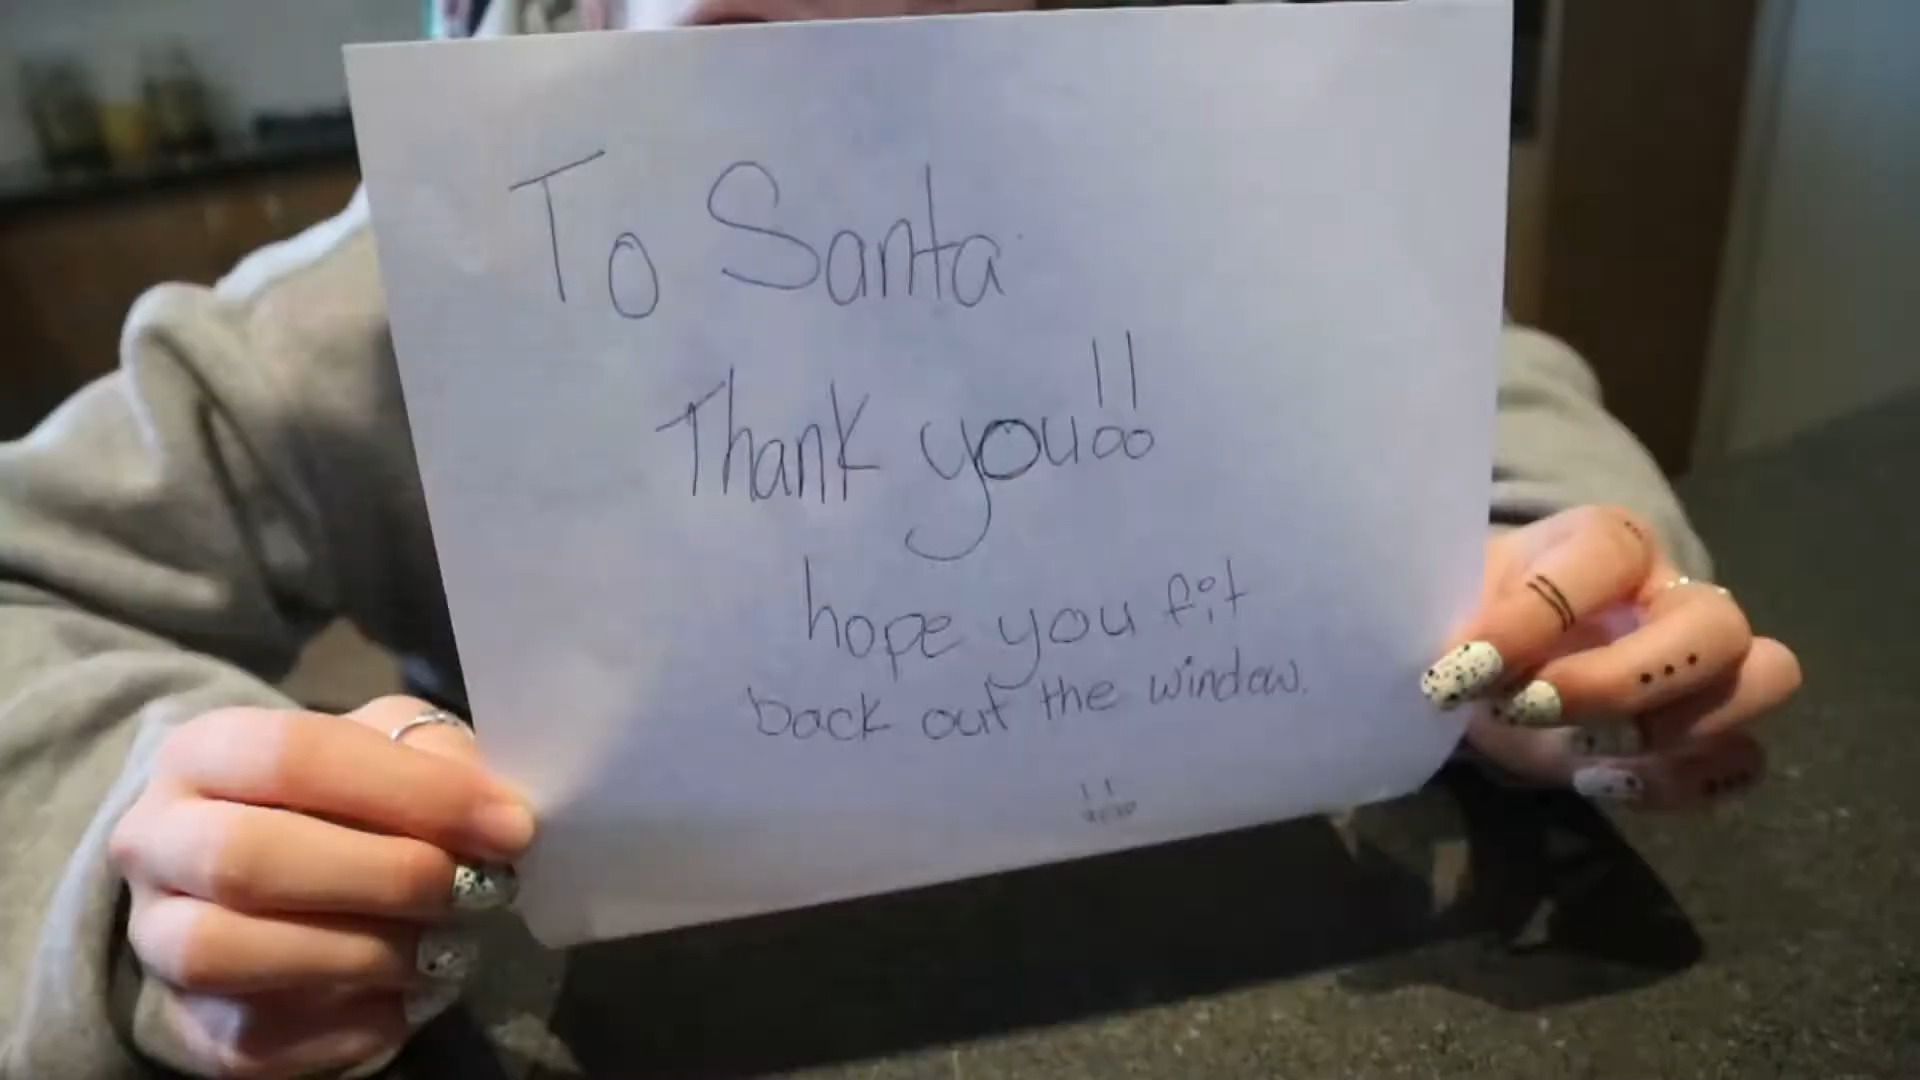 To Santa
Thank you!!
hope you fit
back out the window.